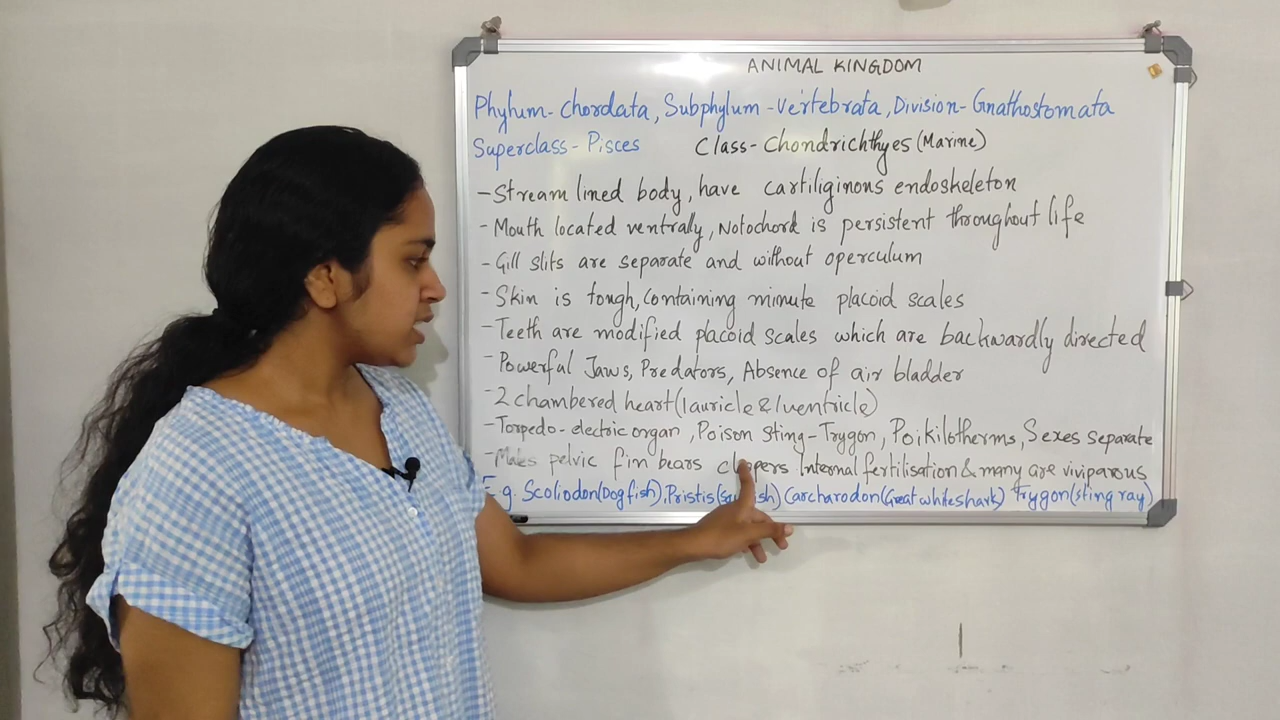 ANIMAL KINGDOM
Phylum-Chordata, Subphylum-Vertebrata, Division-Gnathostomata
Superclass-Pisces Class-Chondrichthyes (Marine)
-Stream lined body, have cartiliginous endoskeleton
-Mouth located ventrally, Notochord is persistent throughout life
-Gill slits are separate and without operculum
-Skin is tough, containing minute placoid scales
-Teeth are modified placoid scales which are backwardly directed
-Powerful Jaws, Predators, Absence of air bladder
-2 chambered heart (1 auricle & 1 ventricle)
-Torpedo-electric organ, Poison sting-Trygon, Poikilotherms, Sexes separate
-Males pelvic fin bears claspers Internal fertilisation & many are viviparous
E.g. Scoliodon (Dog fish), Pristis Carcharodon (Great white shark) Trygon (sting ray)